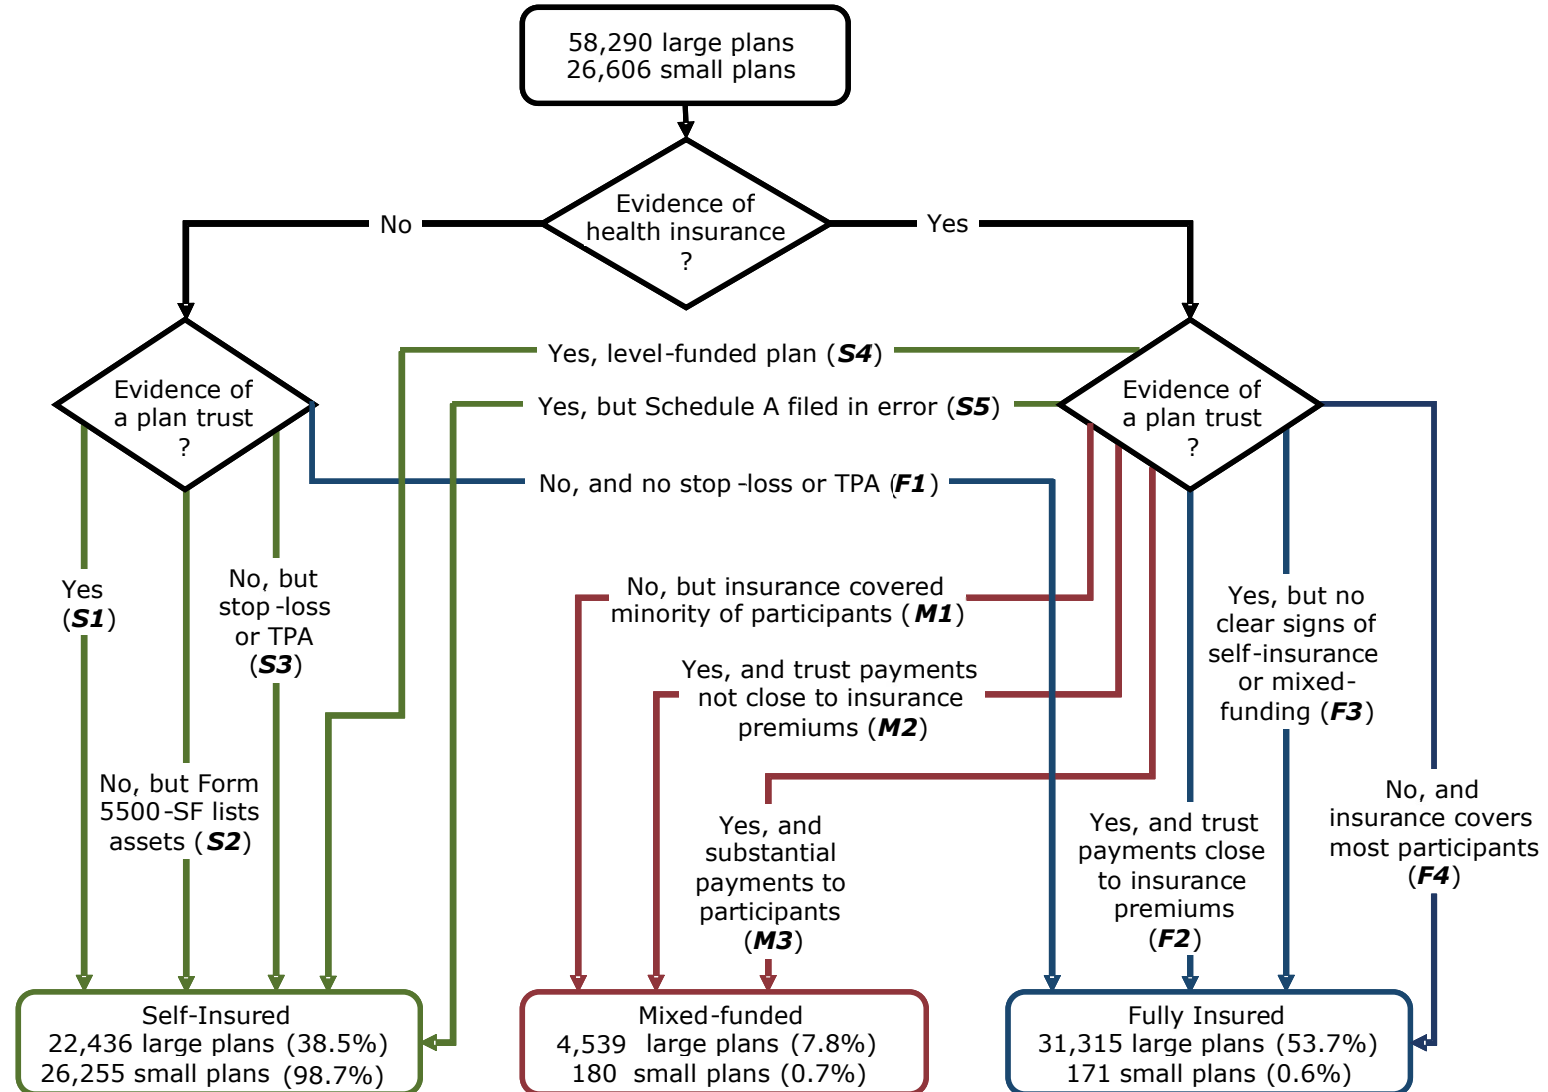 58,290 large plans
26,606 small plans
Evidence of
health insurance
?
No
Yes
Evidence of
a plan trust
?
Evidence of
a plan trust
?
Yes, level-funded plan (S4)
Yes, but Schedule A filed in error (S5)
No, and no stop-loss or TPA (F1)
Yes
(S1)
No, but
stop-loss
or TPA
(S3)
No, but Form
5500-SF lists
assets (S2)
No, but insurance covered
minority of participants (M1)
Yes, and trust payments
not close to insurance
premiums (M2)
Yes, and
substantial
payments to
participants
(M3)
Yes, but no
clear signs of
self-insurance
or mixed-
funding (F3)
Yes, and trust
payments close
to insurance
premiums
(F2)
No, and
insurance covers
most participants
(F4)
Self-Insured
22,436 large plans (38.5%)
26,255 small plans (98.7%)
Mixed-funded
4,539 large plans (7.8%)
180 small plans (0.7%)
Fully Insured
31,315 large plans (53.7%)
171 small plans (0.6%)